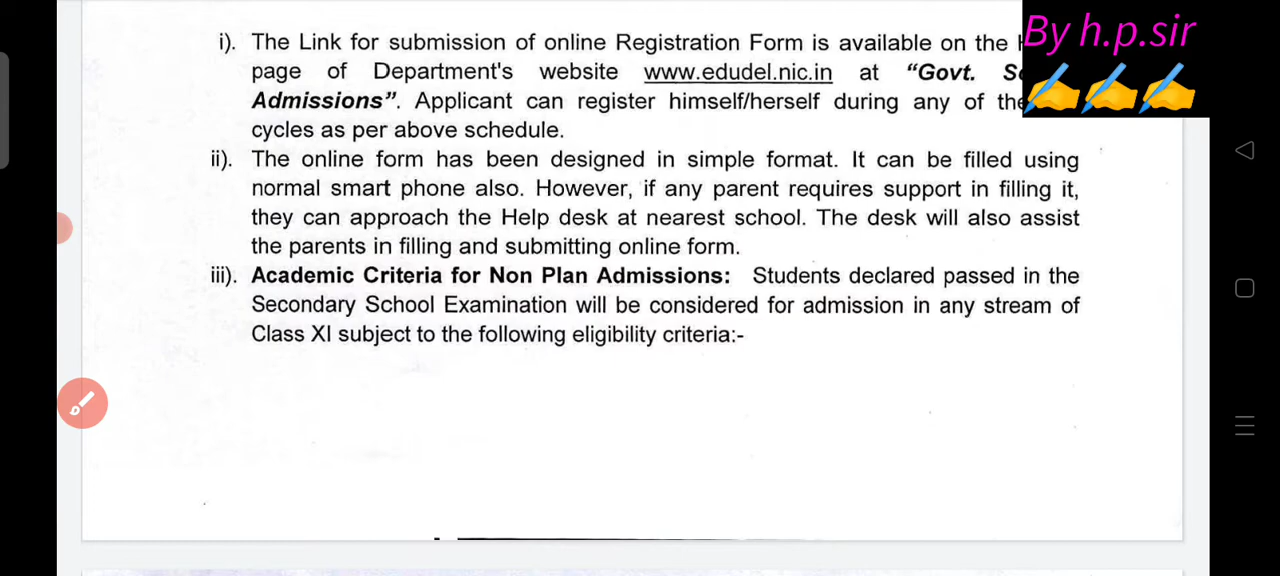 i). The Link for submission of online Registration Form is available on the
By h.p.sir
page of Department's website www.edudel.nic.in at "Govt.
Admissions". Applicant can register himself/herself during any of
cycles as per above schedule.
ii). The online form has been designed in simple format. It can be filled using
normal smart phone also. However, if any parent requires support in filling it,
they can approach the Help desk at nearest school. The desk will also assist
the parents in filling and submitting online form.
iii). Academic Criteria for Non Plan Admissions: Students declared passed in the
Secondary School Examination will be considered for admission in any stream of
Class XI subject to the following eligibility criteria:-